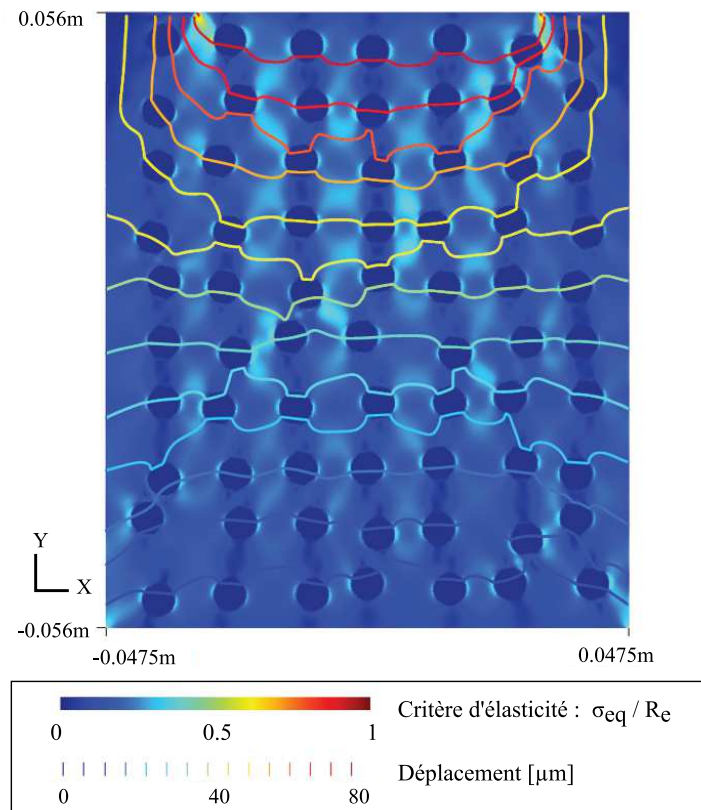 0.056m
Y
X
-0.056m
-0.0475m
0.0475m
0
0.5
1
Critère d'élasticité : σeq / Re
0
40
80
Déplacement [µm]